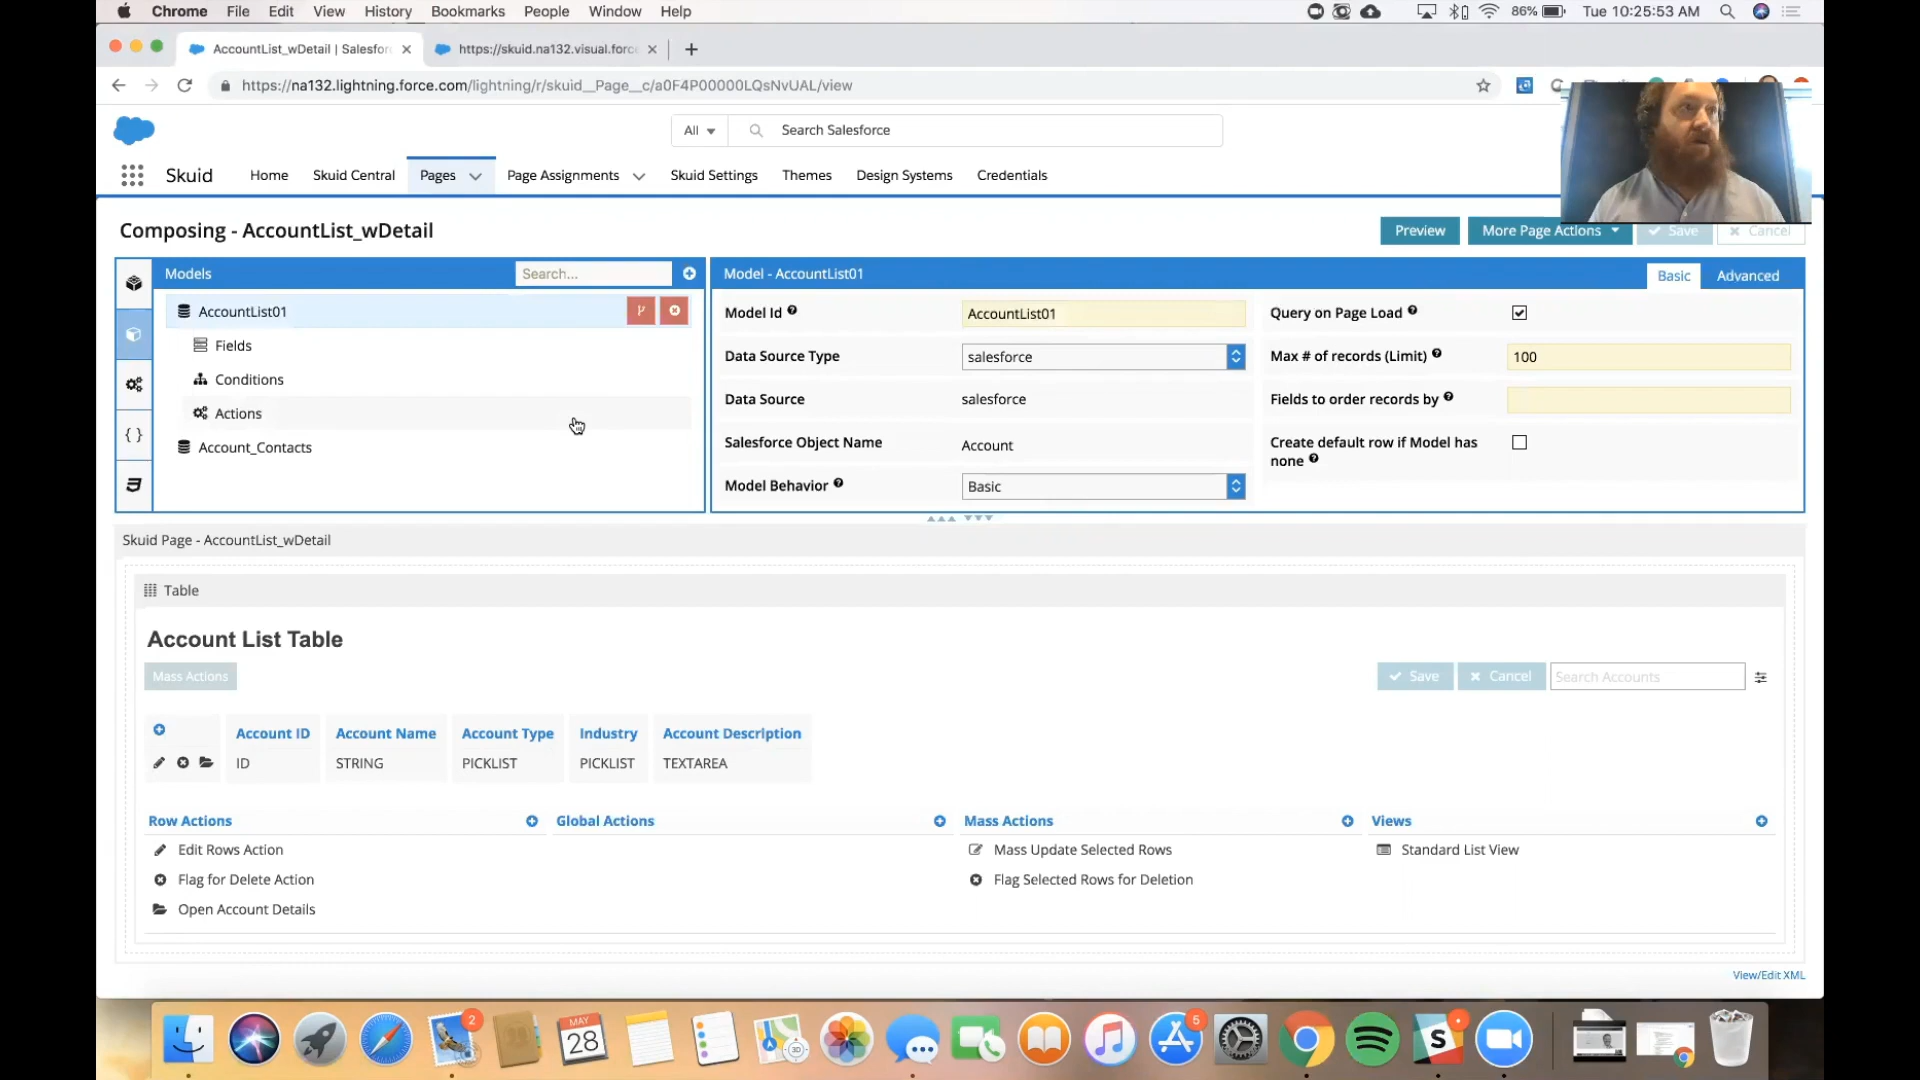 Chrome File Edit View History Bookmarks People Window Help 86% Tue 10:25:53 AM
AccountList_wDetail | Salesfor https://skuid.na132.visual.forc
https://na132.lightning.force.com/lightning/r/skuid__Page__c/a0F4P00000LQsNvUAL/view
All Search Salesforce
Skuid Home Skuid Central Pages Page Assignments Skuid Settings Themes Design Systems Credentials
Composing - AccountList_wDetail Preview More Page Actions Save Cancel
Models Search... Model - AccountList01 Basic Advanced
AccountList01 Model Id AccountList01 Query on Page Load
Fields Data Source Type salesforce Max # of records (Limit) 100
Conditions Data Source salesforce Fields to order records by
Actions Salesforce Object Name Account Create default row if Model has none
Account_Contacts Model Behavior Basic
Skuid Page - AccountList_wDetail
Table
Account List Table
Mass Actions Save Cancel Search Accounts
Account ID Account Name Account Type Industry Account Description
ID STRING PICKLIST PICKLIST TEXTAREA
Row Actions Global Actions Mass Actions Views
Edit Rows Action Mass Update Selected Rows Standard List View
Flag for Delete Action Flag Selected Rows for Deletion
Open Account Details
View/Edit XML
2 MAY 28 3D 5